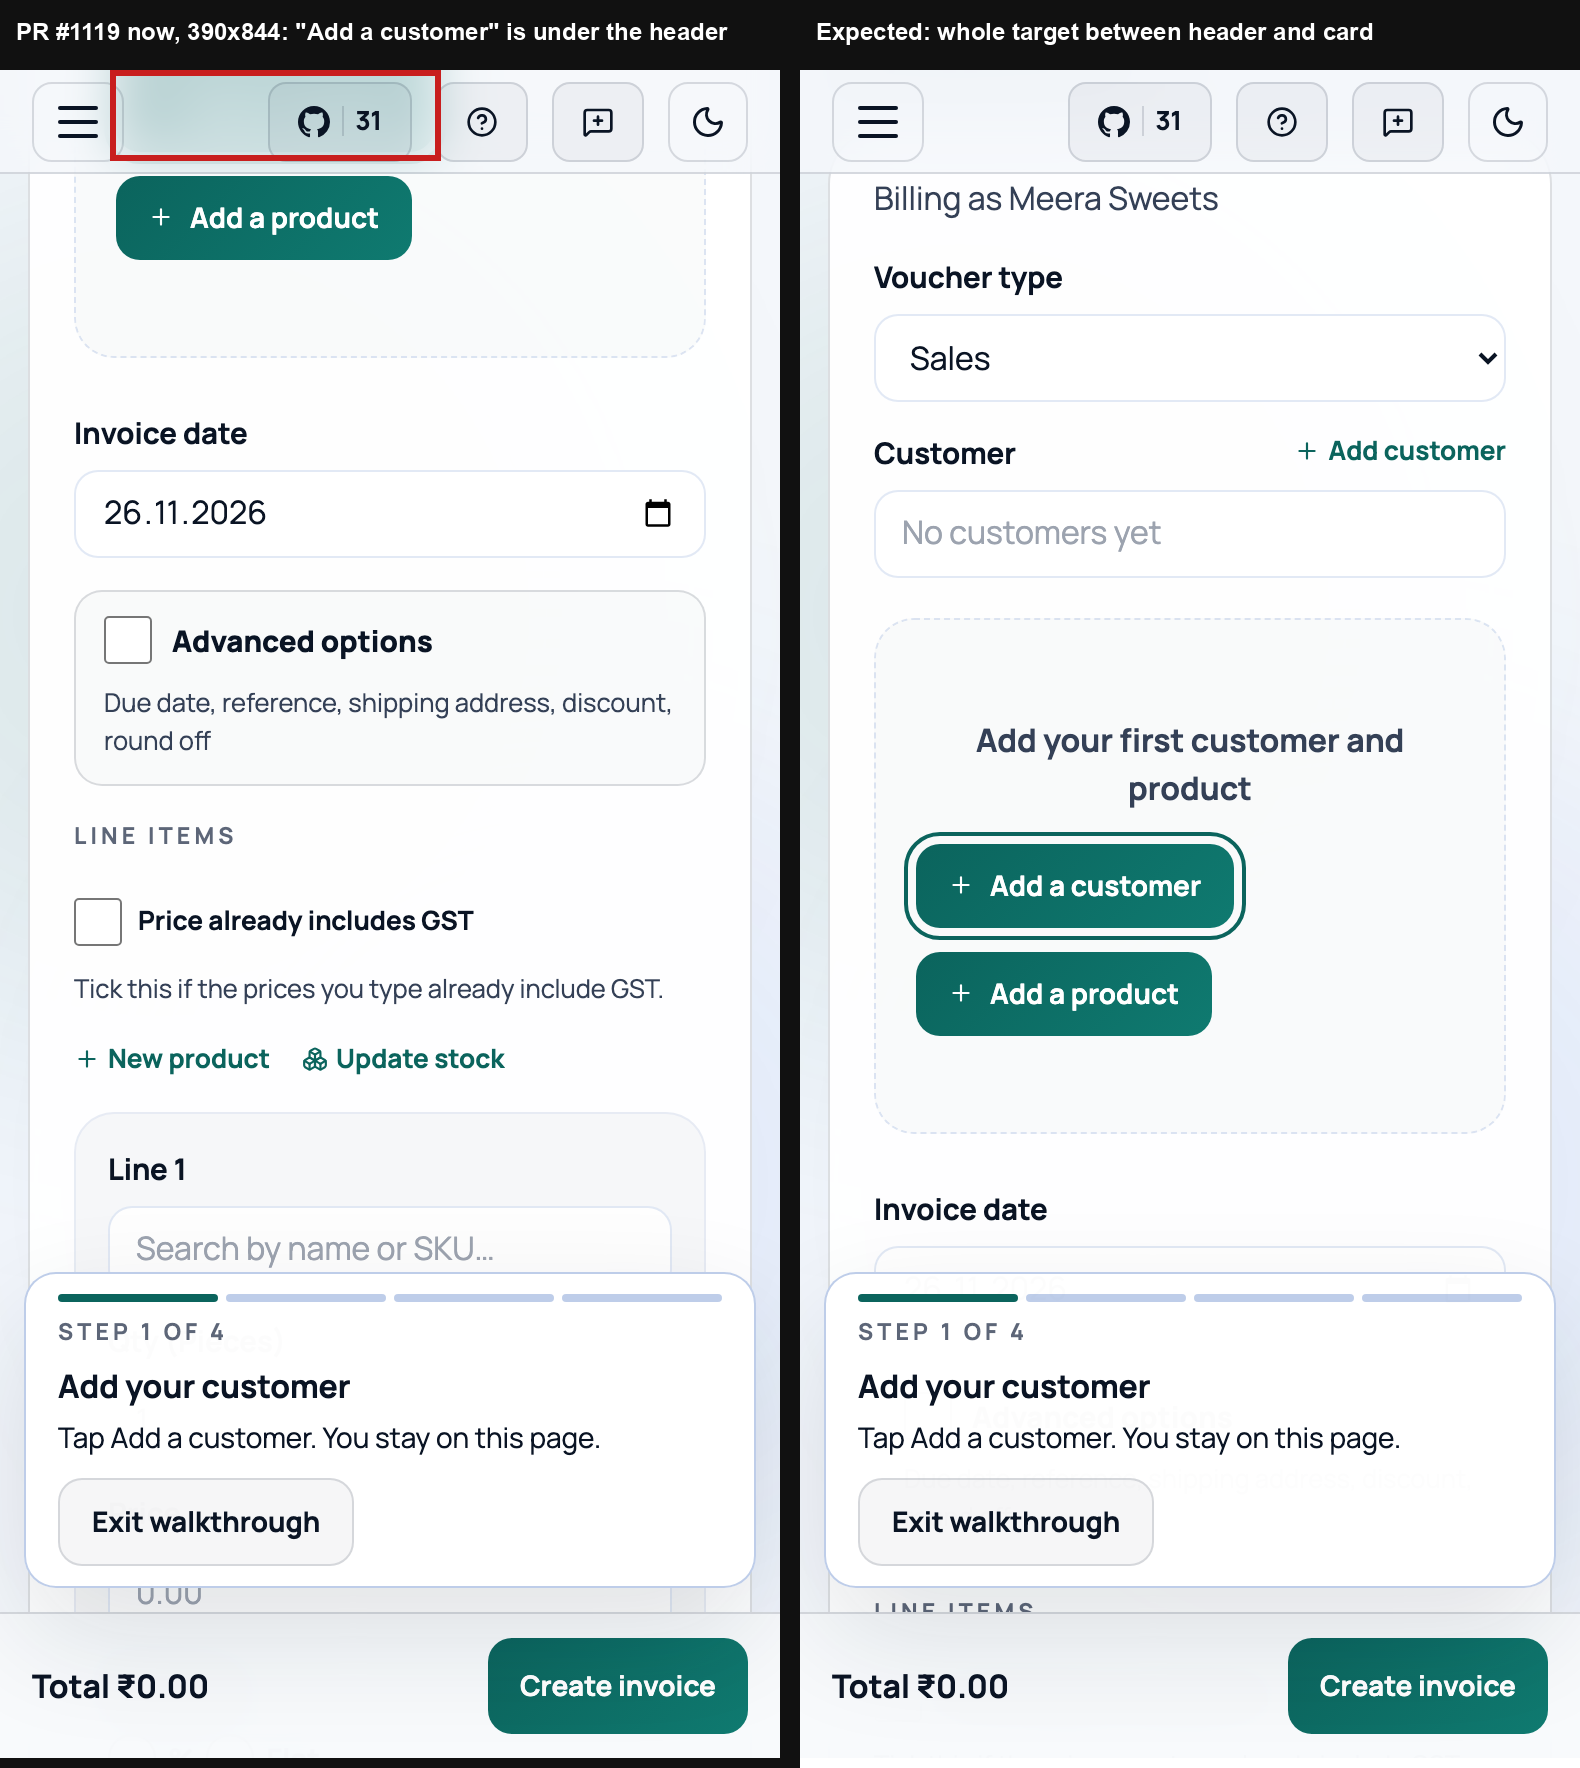 PR #1119 now, 390x844: "Add a customer" is under the header
31
+ Add a product
Invoice date
26.11.2026
Advanced options
Due date, reference, shipping address, discount,
round off
LINE ITEMS
Price already includes GST
Tick this if the prices you type already include GST.
+ New product
Update stock
Line 1
Search by name or SKU...
STEP 1 OF 4
Add your customer
Tap Add a customer. You stay on this page.
Exit walkthrough
0.00
Total ₹0.00
Create invoice
Expected: whole target between header and card
31
Billing as Meera Sweets
Voucher type
Sales
Customer
+ Add customer
No customers yet
Add your first customer and
product
+ Add a customer
+ Add a product
Invoice date
STEP 1 OF 4
Add your customer
Tap Add a customer. You stay on this page.
Exit walkthrough
LINE ITEMS
Total ₹0.00
Create invoice